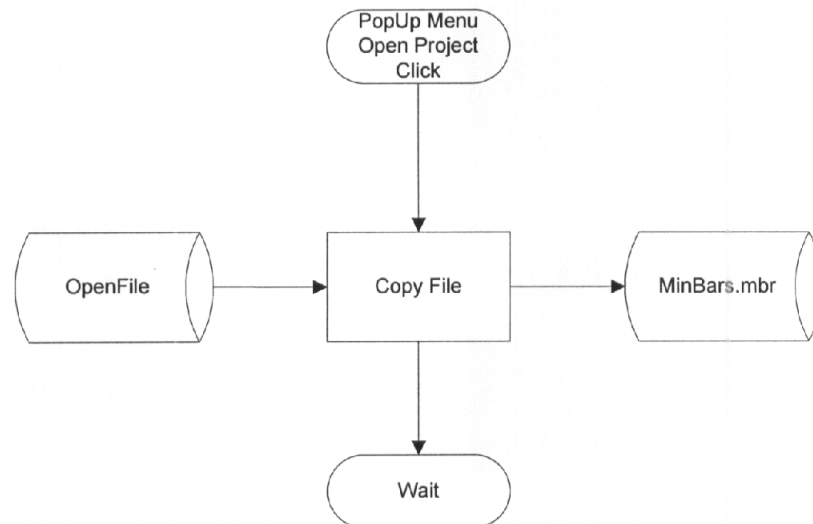 PopUp Menu
Open Project
Click
OpenFile
Copy File
MinBars.mbr
Wait